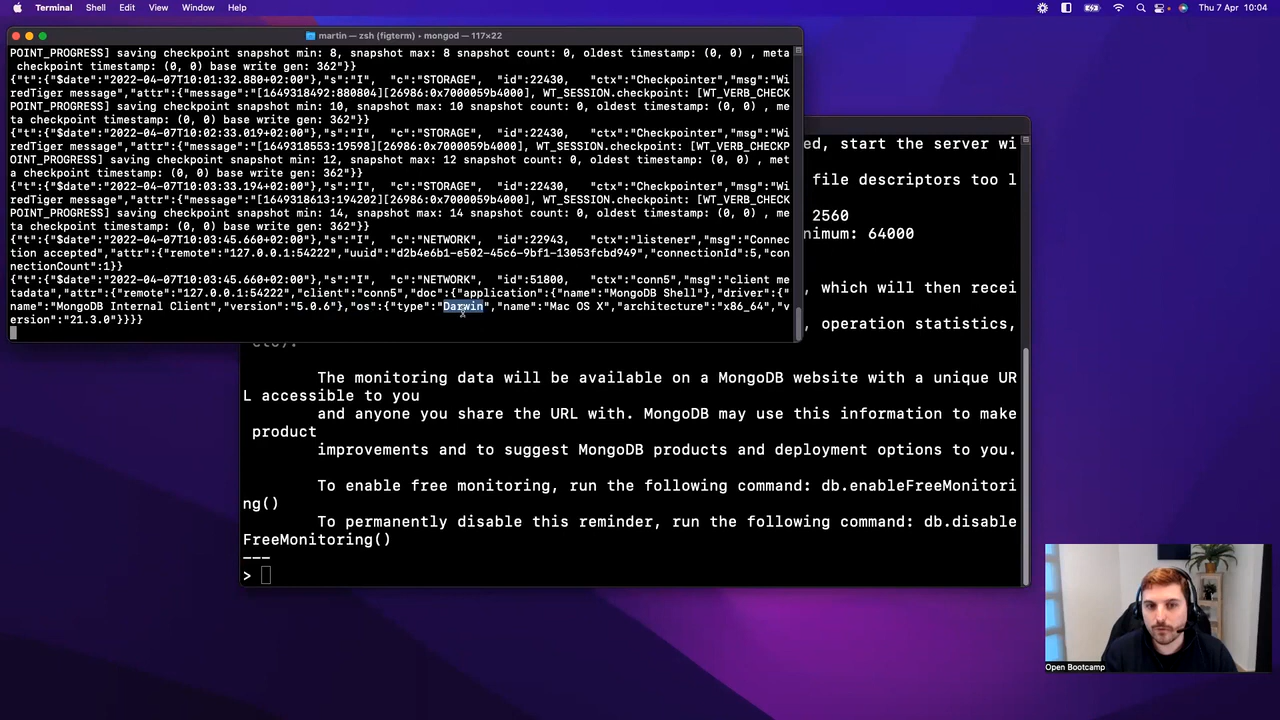 Terminal Shell Edit View Window Help Thu 7 Apr 10:04
martin — zsh (figterm) ▸ mongod — 117×22
POINT_PROGRESS] saving checkpoint snapshot min: 8, snapshot max: 8 snapshot count: 0, oldest timestamp: (0, 0) , meta
 checkpoint timestamp: (0, 0) base write gen: 362"}}
{"t":{"$date":"2022-04-07T10:01:32.880+02:00"},"s":"I", "c":"STORAGE", "id":22430, "ctx":"Checkpointer","msg":"Wi
redTiger message","attr":{"message":"[1649318492:880804][26986:0x7000059b4000], WT_SESSION.checkpoint: [WT_VERB_CHECK
POINT_PROGRESS] saving checkpoint snapshot min: 10, snapshot max: 10 snapshot count: 0, oldest timestamp: (0, 0) , me
ta checkpoint timestamp: (0, 0) base write gen: 362"}}
{"t":{"$date":"2022-04-07T10:02:33.019+02:00"},"s":"I", "c":"STORAGE", "id":22430, "ctx":"Checkpointer","msg":"Wi
redTiger message","attr":{"message":"[1649318553:19598][26986:0x7000059b4000], WT_SESSION.checkpoint: [WT_VERB_CHECKP
OINT_PROGRESS] saving checkpoint snapshot min: 12, snapshot max: 12 snapshot count: 0, oldest timestamp: (0, 0) , met
a checkpoint timestamp: (0, 0) base write gen: 362"}}
{"t":{"$date":"2022-04-07T10:03:33.194+02:00"},"s":"I", "c":"STORAGE", "id":22430, "ctx":"Checkpointer","msg":"Wi
redTiger message","attr":{"message":"[1649318613:194202][26986:0x7000059b4000], WT_SESSION.checkpoint: [WT_VERB_CHECK
POINT_PROGRESS] saving checkpoint snapshot min: 14, snapshot max: 14 snapshot count: 0, oldest timestamp: (0, 0) , me
ta checkpoint timestamp: (0, 0) base write gen: 362"}}
{"t":{"$date":"2022-04-07T10:03:45.660+02:00"},"s":"I", "c":"NETWORK", "id":22943, "ctx":"listener","msg":"Connec
tion accepted","attr":{"remote":"127.0.0.1:54222","uuid":"d2b4e6b1-e502-45c6-9bf1-13053fcbd949","connectionId":5,"con
nectionCount":1}}
{"t":{"$date":"2022-04-07T10:03:45.660+02:00"},"s":"I", "c":"NETWORK", "id":51800, "ctx":"conn5","msg":"client me
tadata","attr":{"remote":"127.0.0.1:54222","client":"conn5","doc":{"application":{"name":"MongoDB Shell"},"driver":{"
name":"MongoDB Internal Client","version":"5.0.6"},"os":{"type":"Darwin","name":"Mac OS X","architecture":"x86_64","v
ersion":"21.3.0"}}}}
ed, start the server wi
file descriptors too l
2560
nimum: 64000
, which will then recei
, operation statistics,
The monitoring data will be available on a MongoDB website with a unique UR
L accessible to you
and anyone you share the URL with. MongoDB may use this information to make
 product
improvements and to suggest MongoDB products and deployment options to you.
To enable free monitoring, run the following command: db.enableFreeMonitori
ng()
To permanently disable this reminder, run the following command: db.disable
FreeMonitoring()
---
>
Open Bootcamp